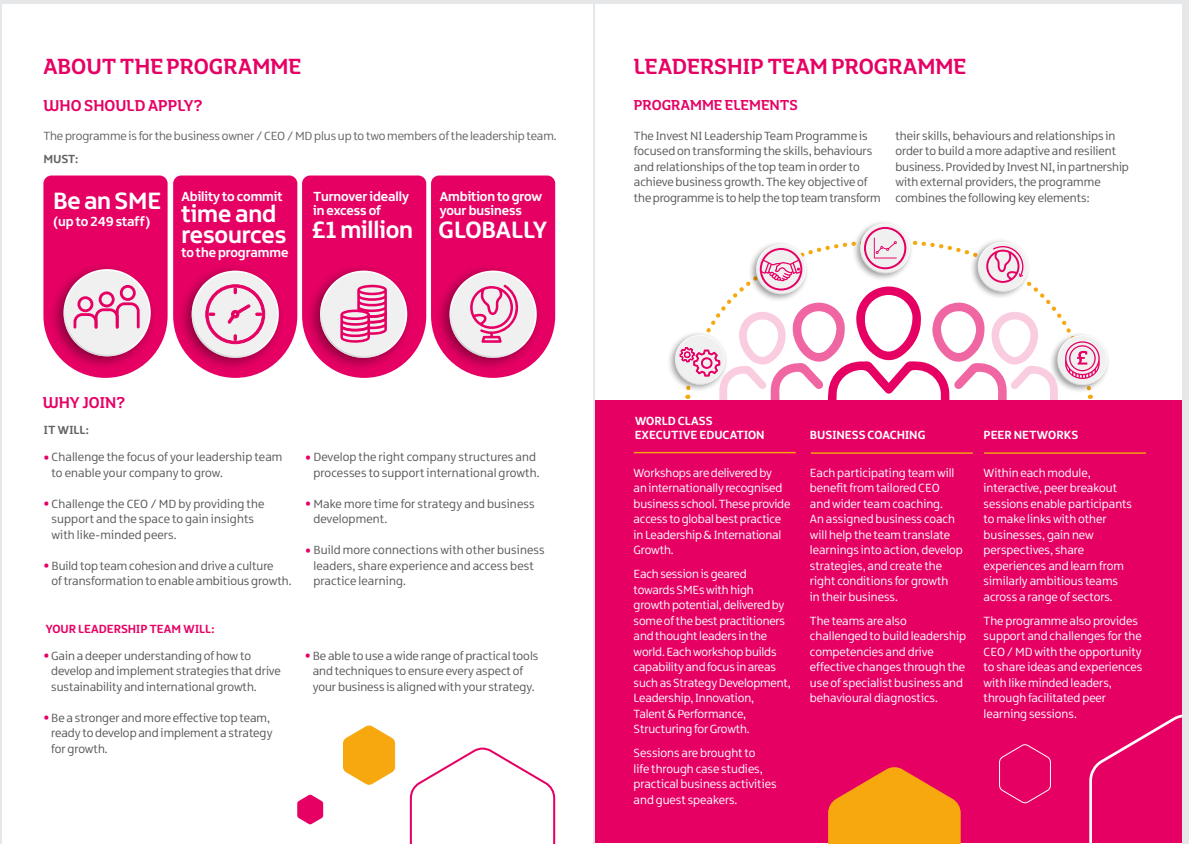 ABOUT THE PROGRAMME
WHO SHOULD APPLY?
The programme is for the business owner / CEO / MD plus up to two members of the leadership team.
MUST:
Be an SME
(up to 249 staff)
Ability to commit
time and
resources
to the programme
Turnover ideally
in excess of
£1 million
Ambition to grow
your business
GLOBALLY
WHY JOIN?
IT WILL:
• Challenge the focus of your leadership team
to enable your company to grow.
• Challenge the CEO / MD by providing the
support and the space to gain insights
with like-minded peers.
• Build top team cohesion and drive a culture
of transformation to enable ambitious growth.
• Develop the right company structures and
processes to support international growth.
• Make more time for strategy and business
development.
• Build more connections with other business
leaders, share experience and access best
practice learning.
YOUR LEADERSHIP TEAM WILL:
• Gain a deeper understanding of how to
develop and implement strategies that drive
sustainability and international growth.
• Be a stronger and more effective top team,
ready to develop and implement a strategy
for growth.
• Be able to use a wide range of practical tools
and techniques to ensure every aspect of
your business is aligned with your strategy.
LEADERSHIP TEAM PROGRAMME
PROGRAMME ELEMENTS
The Invest NI Leadership Team Programme is
focused on transforming the skills, behaviours
and relationships of the top team in order to
achieve business growth. The key objective of
the programme is to help the top team transform
their skills, behaviours and relationships in
order to build a more adaptive and resilient
business. Provided by Invest NI, in partnership
with external providers, the programme
combines the following key elements:
£
WORLD CLASS
EXECUTIVE EDUCATION
Workshops are delivered by
an internationally recognised
business school. These provide
access to global best practice
in Leadership & International
Growth.
Each session is geared
towards SMEs with high
growth potential, delivered by
some of the best practitioners
and thought leaders in the
world. Each workshop builds
capability and focus in areas
such as Strategy Development,
Leadership, Innovation,
Talent & Performance,
Structuring for Growth.
Sessions are brought to
life through case studies,
practical business activities
and guest speakers.
BUSINESS COACHING
Each participating team will
benefit from tailored CEO
and wider team coaching.
An assigned business coach
will help the team translate
learnings into action, develop
strategies, and create the
right conditions for growth
in their business.
The teams are also
challenged to build leadership
competencies and drive
effective changes through the
use of specialist business and
behavioural diagnostics.
PEER NETWORKS
Within each module,
interactive, peer breakout
sessions enable participants
to make links with other
businesses, gain new
perspectives, share
experiences and learn from
similarly ambitious teams
across a range of sectors.
The programme also provides
support and challenges for the
CEO / MD with the opportunity
to share ideas and experiences
with like minded leaders,
through facilitated peer
learning sessions.